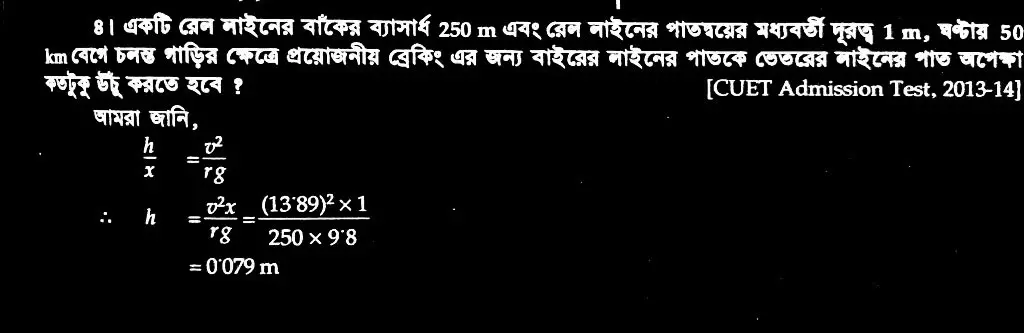 ৪। একটি রেল লাইনের বাঁকের ব্যাসার্ধ 250 m এবং রেল লাইনের পাতদ্বয়ের মধ্যবর্তী দূরত্ব 1 m, ঘণ্টায় 50
km বেগে চলন্ত গাড়ির ক্ষেত্রে প্রয়োজনীয় ব্রেকিং এর জন্য বাইরের লাইনের পাতকে ভেতরের লাইনের পাত অপেক্ষা
কতটুকু উঁচু করতে হবে ?
[CUET Admission Test, 2013-14]
আমরা জানি,
h/x = v²/rg
∴ h = v²x/rg = (13·89)² × 1/250 × 9·8
= 0·079 m